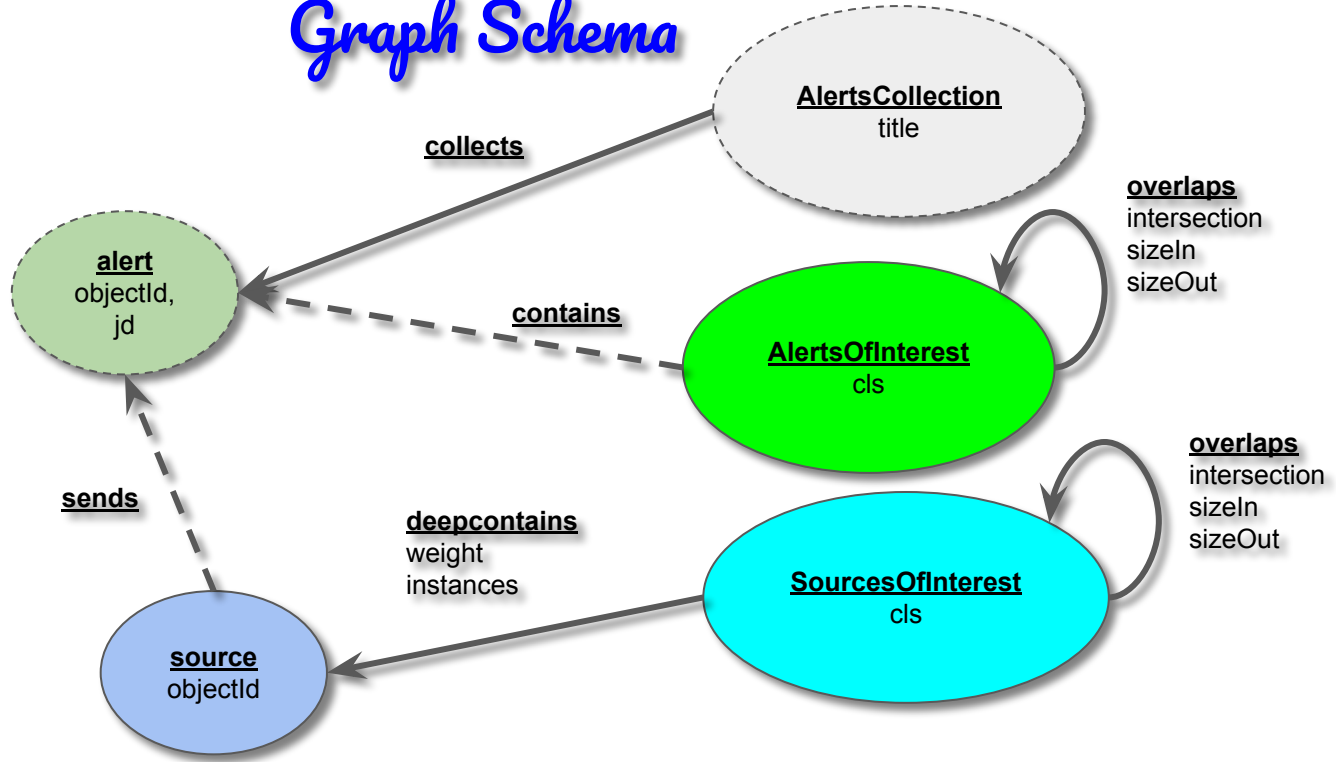 Graph Schema
AlertsCollection
title
collects
overlaps
intersection
sizeIn
sizeOut
alert
objectId,
jd
contains
AlertsOfInterest
cls
overlaps
intersection
sizeIn
sizeOut
sends
deepcontains
weight
instances
SourcesOfInterest
cls
source
objectId